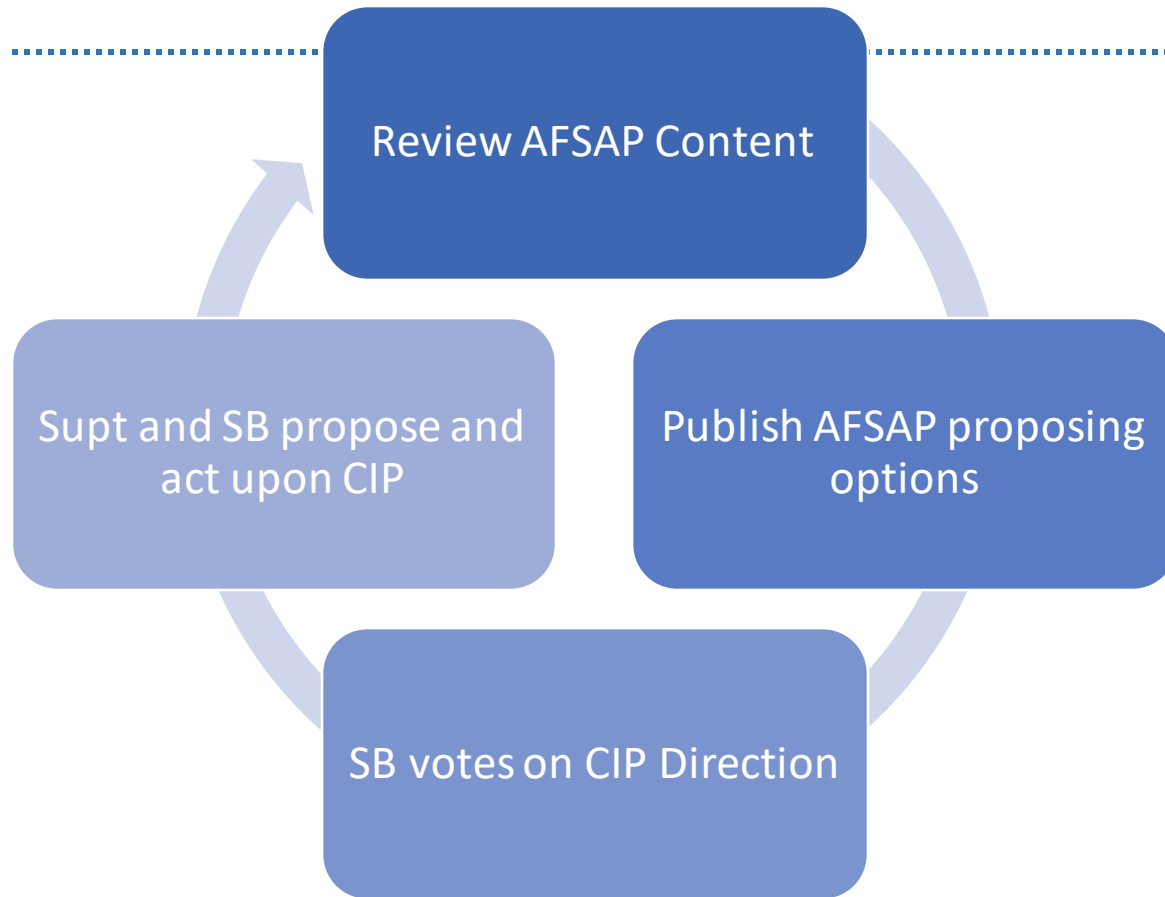 Review AFSAP Content
Publish AFSAP proposing
options
SB votes on CIP Direction
Supt and SB propose and
act upon CIP